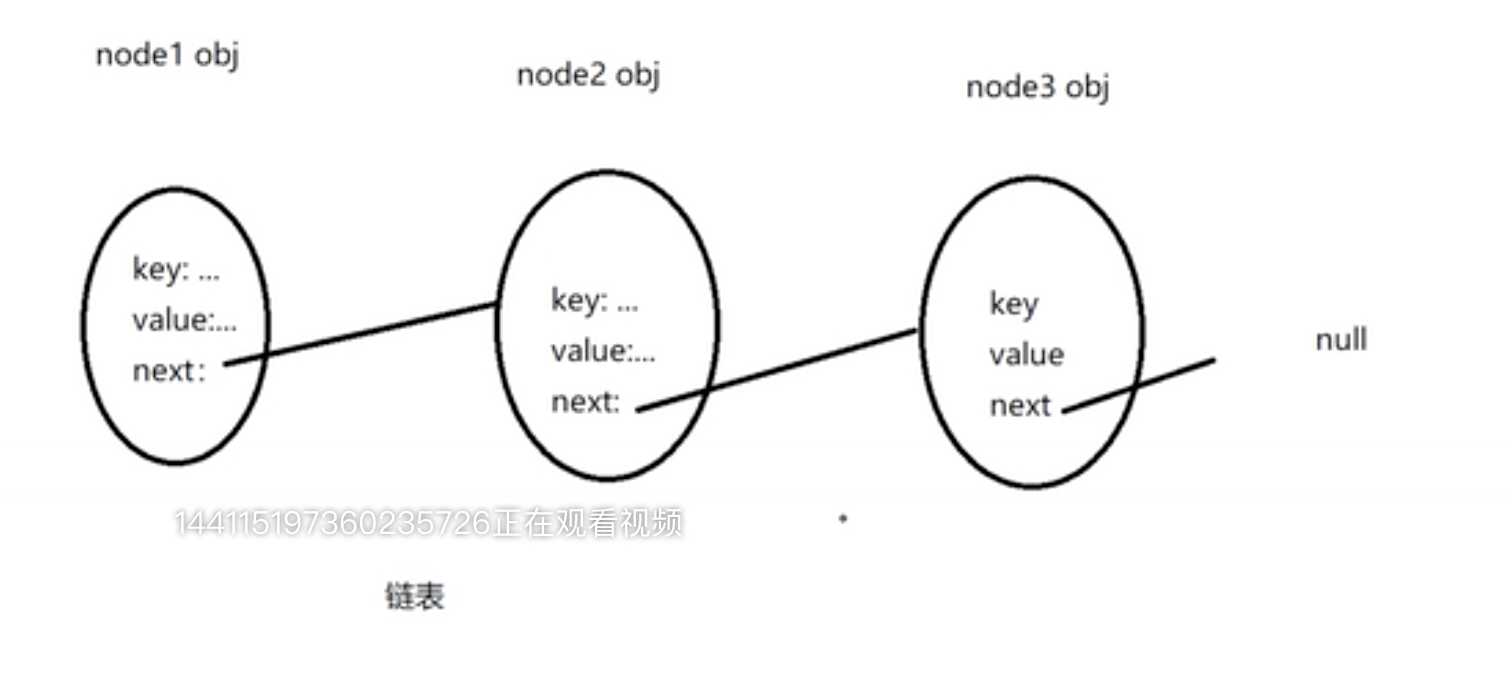 node1 obj
node2 obj
node3 obj
key: ...
value:...
next:
key: ...
value:...
next:
key
value
next
null
144115197360235726正在观看视频
链表